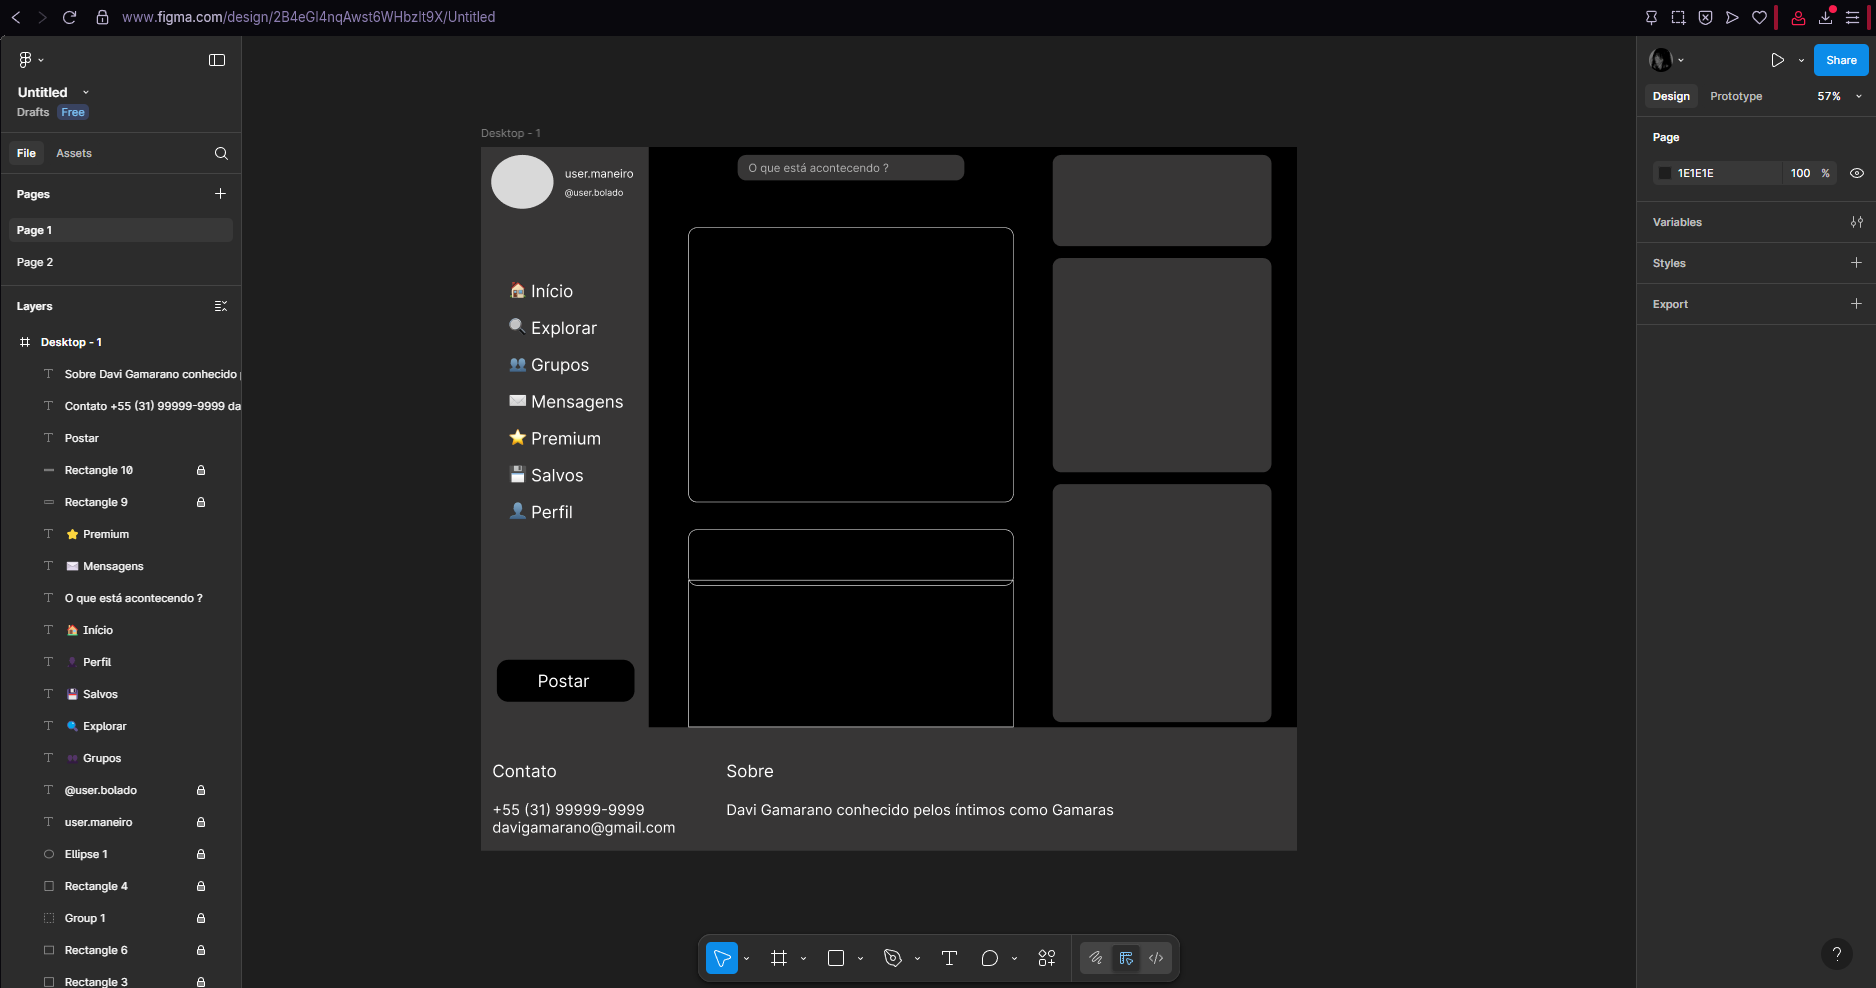 www.figma.com/design/2B4eGl4nqAwst6WHbzlt9X/Untitled
Untitled
Drafts Free
File Assets
Pages
Page 1
Page 2
Layers
Desktop - 1
Sobre Davi Gamarano conhecido
Contato +55 (31) 99999-9999 da
Postar
Rectangle 10
Rectangle 9
⭐ Premium
✉️ Mensagens
O que está acontecendo ?
🏠 Início
👤 Perfil
💾 Salvos
🔍 Explorar
👥 Grupos
@user.bolado
user.maneiro
Ellipse 1
Rectangle 4
Group 1
Rectangle 6
Rectangle 3
Desktop - 1
user.maneiro
@user.bolado
O que está acontecendo ?
🏠 Início
🔍 Explorar
👥 Grupos
✉️ Mensagens
⭐ Premium
💾 Salvos
👤 Perfil
Postar
Contato
+55 (31) 99999-9999
davigamarano@gmail.com
Sobre
Davi Gamarano conhecido pelos íntimos como Gamaras
Share
Design Prototype 57%
Page
1E1E1E 100 %
Variables
Styles
Export
?